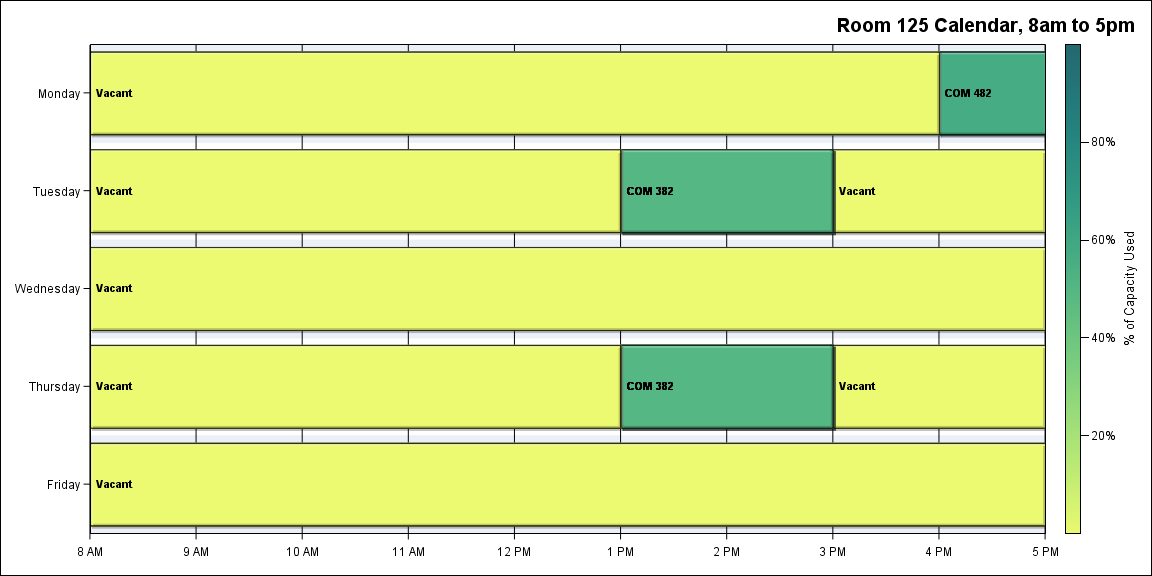 Room 125 Calendar, 8am to 5pm
Monday
Vacant
COM 482
Tuesday
Vacant
COM 382
Vacant
Wednesday
Vacant
Thursday
Vacant
COM 382
Vacant
Friday
Vacant
8 AM
9 AM
10 AM
11 AM
12 PM
1 PM
2 PM
3 PM
4 PM
5 PM
80%
60%
40%
20%
% of Capacity Used